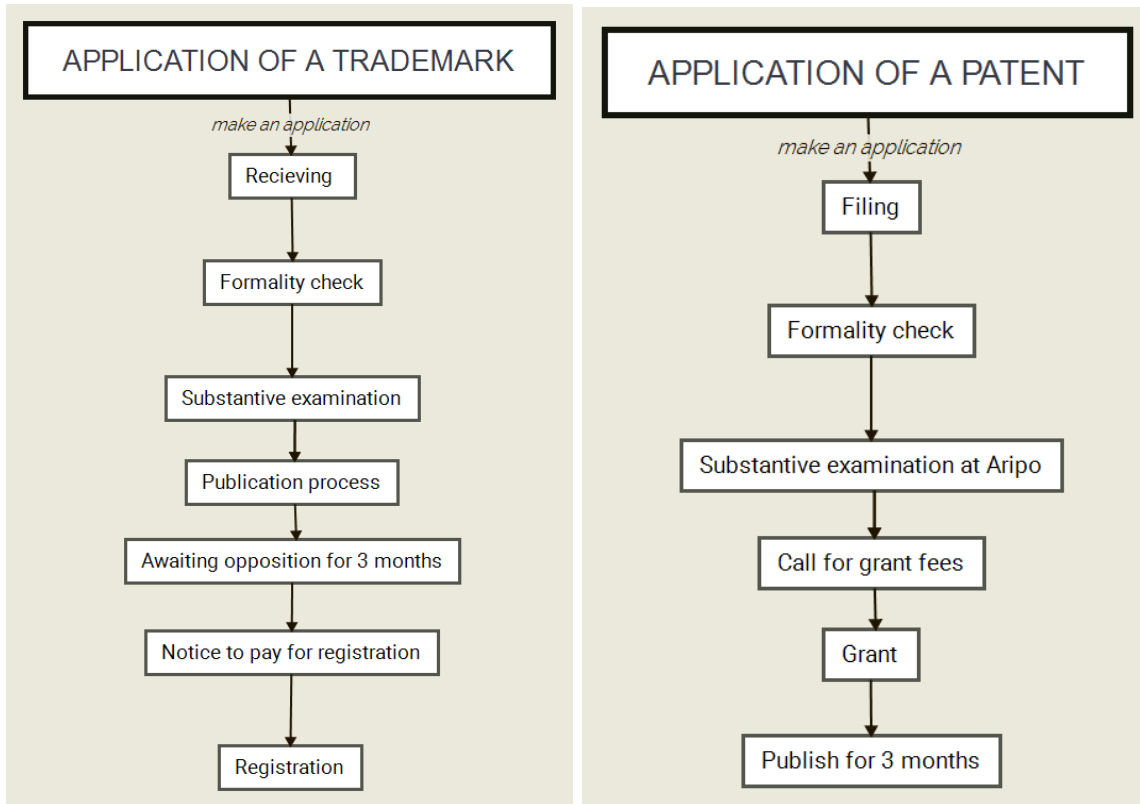 APPLICATION OF A TRADEMARK
make an application
Recieving
Formality check
Substantive examination
Publication process
Awaiting opposition for 3 months
Notice to pay for registration
Registration
APPLICATION OF A PATENT
make an application
Filing
Formality check
Substantive examination at Aripo
Call for grant fees
Grant
Publish for 3 months